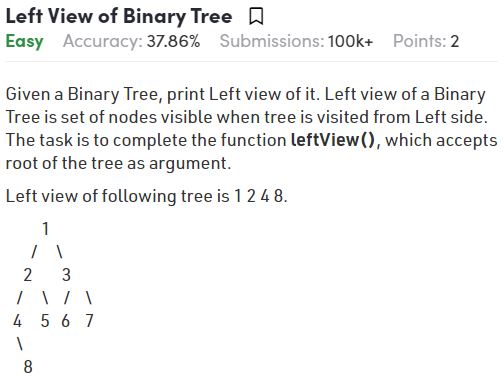 Left View of Binary Tree
Easy Accuracy: 37.86% Submissions: 100k+ Points: 2
Given a Binary Tree, print Left view of it. Left view of a Binary
Tree is set of nodes visible when tree is visited from Left side.
The task is to complete the function leftView(), which accepts
root of the tree as argument.
Left view of following tree is 1 2 4 8.
1
/ \
2 3
/ \ / \
4 5 6 7
\
8